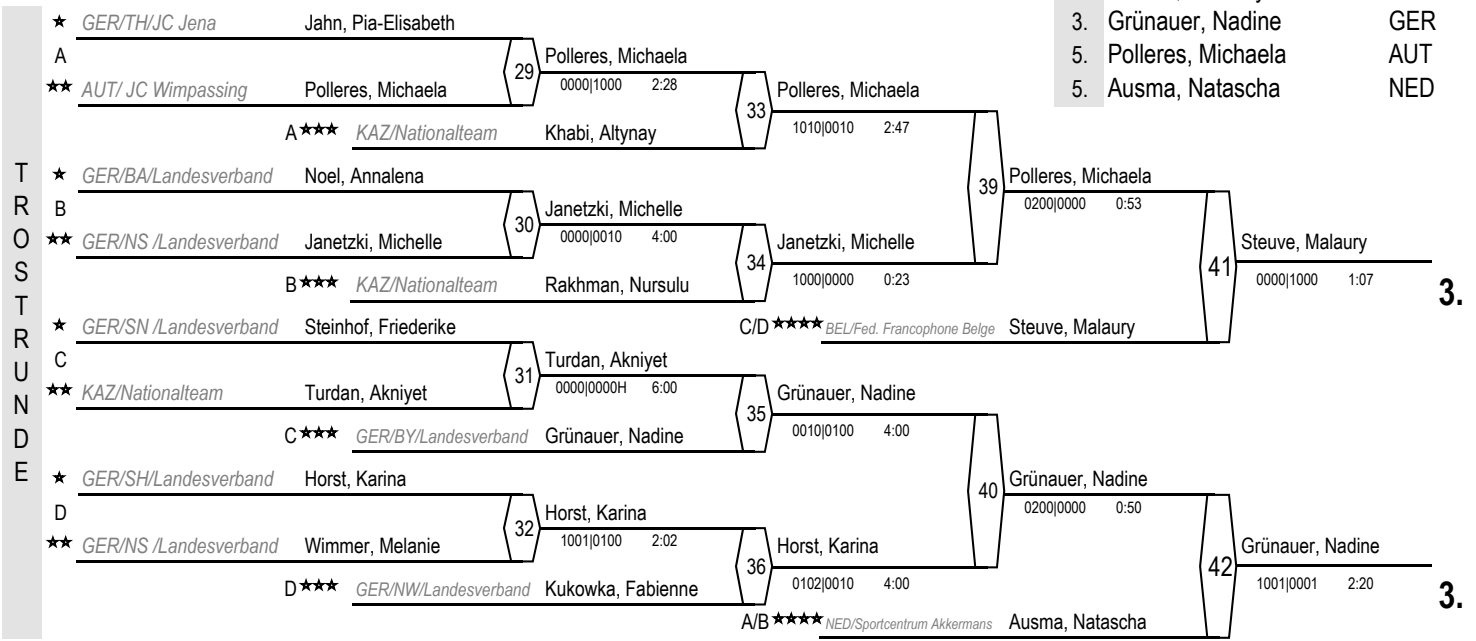 3. Grünauer, Nadine GER
5. Polleres, Michaela AUT
5. Ausma, Natascha NED
TROSTRUNDE
★ GER/TH/JC Jena Jahn, Pia-Elisabeth
A
★★ AUT/ JC Wimpassing Polleres, Michaela
29 Polleres, Michaela
0000|1000 2:28
A★★★ KAZ/Nationalteam Khabi, Altynay
33 Polleres, Michaela
1010|0010 2:47
★ GER/BA/Landesverband Noel, Annalena
B
★★ GER/NS /Landesverband Janetzki, Michelle
30 Janetzki, Michelle
0000|0010 4:00
B★★★ KAZ/Nationalteam Rakhman, Nursulu
34 Janetzki, Michelle
1000|0000 0:23
39 Polleres, Michaela
0200|0000 0:53
C/D★★★★ BEL/Fed. Francophone Belge Steuve, Malaury
41 Steuve, Malaury
0000|1000 1:07
3.
★ GER/SN /Landesverband Steinhof, Friederike
C
★★ KAZ/Nationalteam Turdan, Akniyet
31 Turdan, Akniyet
0000|0000H 6:00
C★★★ GER/BY/Landesverband Grünauer, Nadine
35 Grünauer, Nadine
0010|0100 4:00
★ GER/SH/Landesverband Horst, Karina
D
★★ GER/NS /Landesverband Wimmer, Melanie
32 Horst, Karina
1001|0100 2:02
D★★★ GER/NW/Landesverband Kukowka, Fabienne
36 Horst, Karina
0102|0010 4:00
40 Grünauer, Nadine
0200|0000 0:50
A/B★★★★ NED/Sportcentrum Akkermans Ausma, Natascha
42 Grünauer, Nadine
1001|0001 2:20
3.